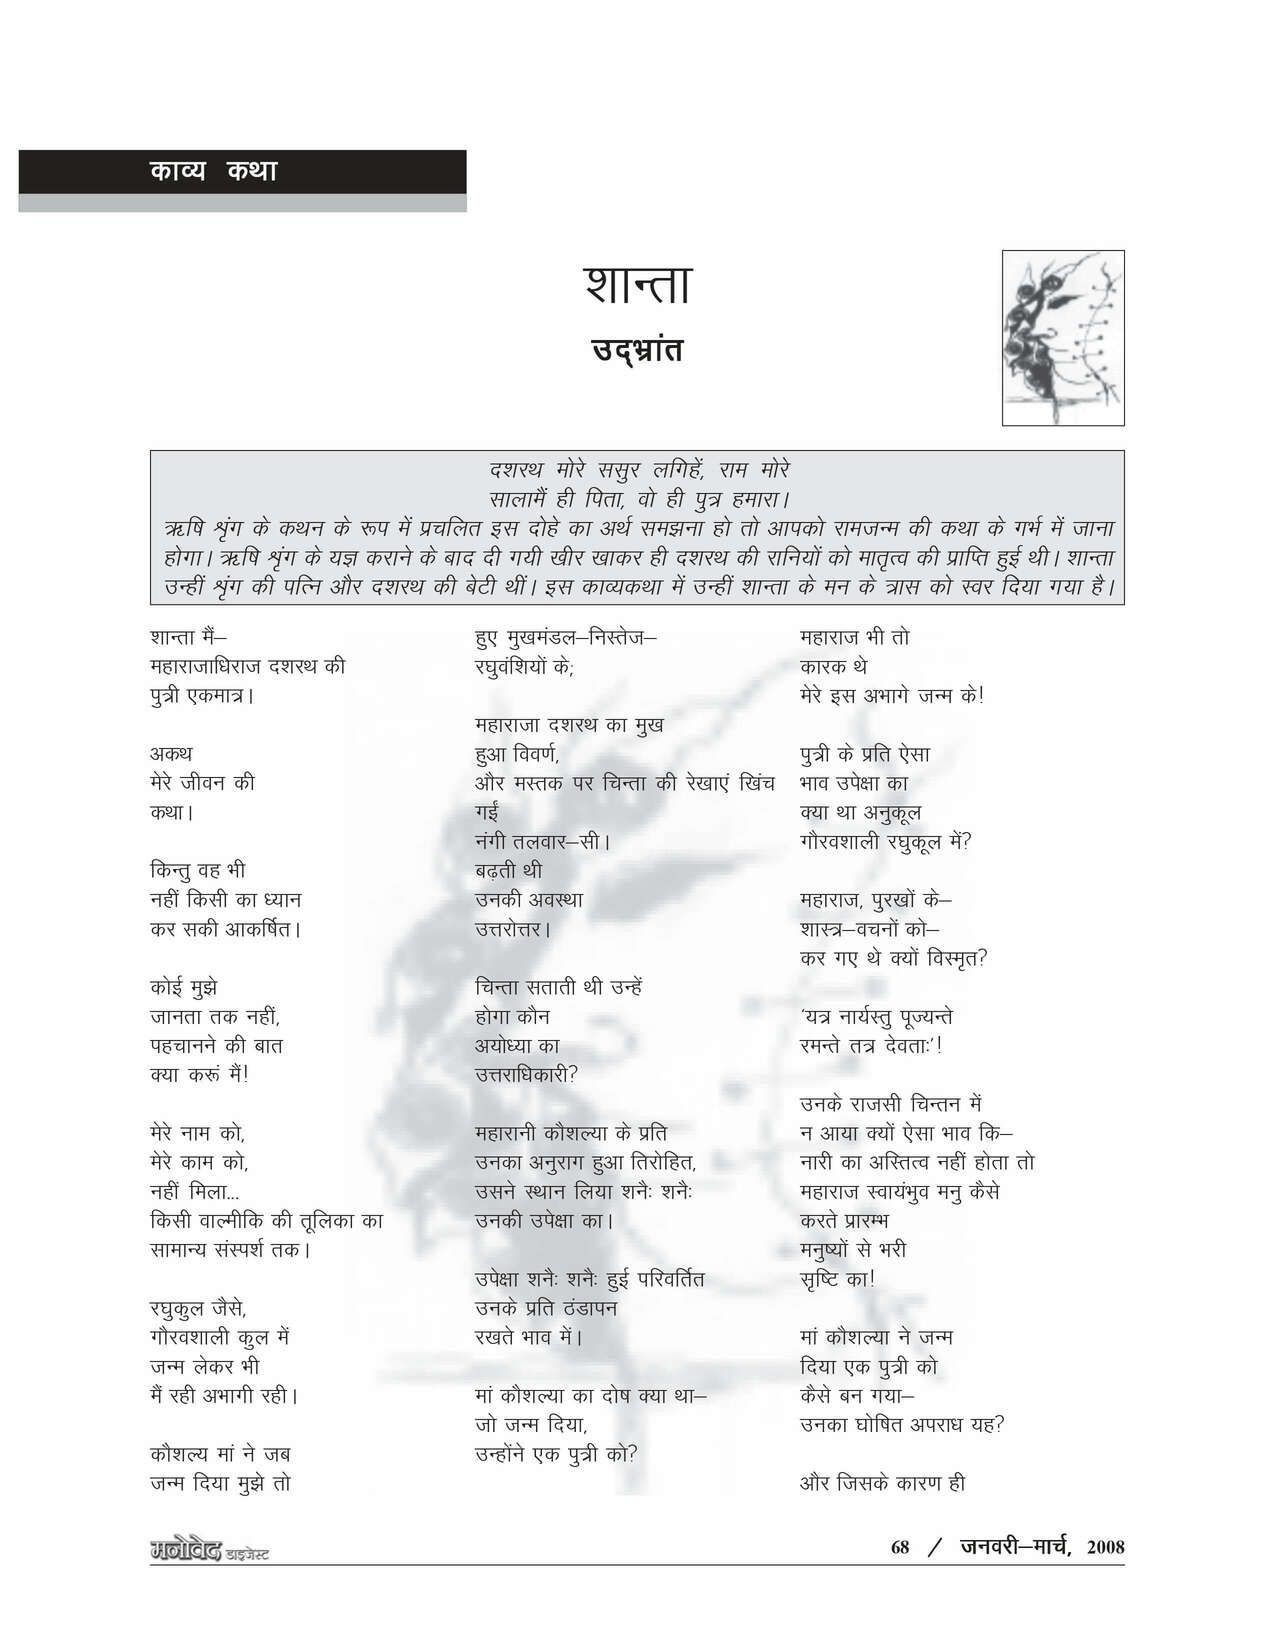 काव्य कथा
शान्ता
उद्भ्रांत
दशरथ मोरे ससुर लगिहें, राम मोरे
सालामैं ही पिता, वो ही पुत्र हमारा।
ऋषि शृंग के कथन के रूप में प्रचलित इस दोहे का अर्थ समझना हो तो आपको रामजन्म की कथा के गर्भ में जाना
होगा। ऋषि शृंग के यज्ञ कराने के बाद दी गयी खीर खाकर ही दशरथ की रानियों को मातृत्व की प्राप्ति हुई थी। शान्ता
उन्हीं शृंग की पत्नि और दशरथ की बेटी थीं। इस काव्यकथा में उन्हीं शान्ता के मन के त्रास को स्वर दिया गया है।
शान्ता मैं–
महाराजाधिराज दशरथ की
पुत्री एकमात्र।
अकथ
मेरे जीवन की
कथा।
किन्तु वह भी
नहीं किसी का ध्यान
कर सकी आकर्षित।
कोई मुझे
जानता तक नहीं,
पहचानने की बात
क्या करूं मैं!
मेरे नाम को,
मेरे काम को,
नहीं मिला...
किसी वाल्मीकि की तूलिका का
सामान्य संस्पर्श तक।
रघुकुल जैसे,
गौरवशाली कुल में
जन्म लेकर भी
मैं रही अभागी रही।
कौशल्य मां ने जब
जन्म दिया मुझे तो
हुए मुखमंडल–निस्तेज–
रघुवंशियों के;
महाराजा दशरथ का मुख
हुआ विवर्ण,
और मस्तक पर चिन्ता की रेखाएं खिंच
गईं
नंगी तलवार–सी।
बढ़ती थी
उनकी अवस्था
उत्तरोत्तर।
चिन्ता सताती थी उन्हें
होगा कौन
अयोध्या का
उत्तराधिकारी?
महारानी कौशल्या के प्रति
उनका अनुराग हुआ तिरोहित,
उसने स्थान लिया शनैः शनैः
उनकी उपेक्षा का।
उपेक्षा शनैः शनैः हुई परिवर्तित
उनके प्रति ठंडापन
रखते भाव में।
मां कौशल्या का दोष क्या था–
जो जन्म दिया,
उन्होंने एक पुत्री को?
महाराज भी तो
कारक थे
मेरे इस अभागे जन्म के!
पुत्री के प्रति ऐसा
भाव उपेक्षा का
क्या था अनुकूल
गौरवशाली रघुकूल में?
महाराज, पुरखों के–
शास्त्र–वचनों को–
कर गए थे क्यों विस्मृत?
‘यत्र नार्यस्तु पूज्यन्ते
रमन्ते तत्र देवताः’!
उनके राजसी चिन्तन में
न आया क्यों ऐसा भाव कि–
नारी का अस्तित्व नहीं होता तो
महाराज स्वायंभुव मनु कैसे
करते प्रारम्भ
मनुष्यों से भरी
सृष्टि का!
मां कौशल्या ने जन्म
दिया एक पुत्री को
कैसे बन गया–
उनका घोषित अपराध यह?
और जिसके कारण ही
मनोवेद डाइजेस्ट
68 / जनवरी–मार्च, 2008